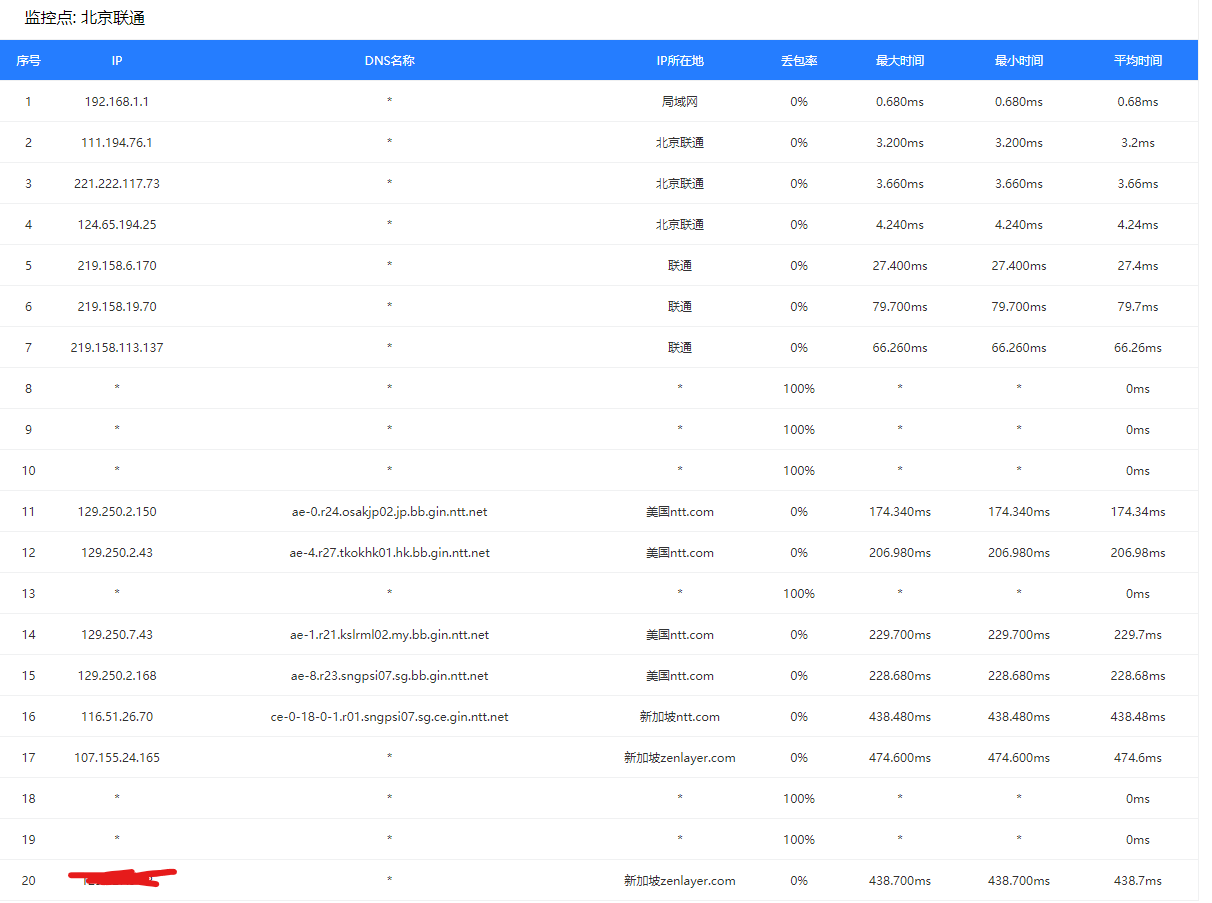 监控点: 北京联通
序号 IP DNS名称 IP所在地 丢包率 最大时间 最小时间 平均时间
1 192.168.1.1 * 局域网 0% 0.680ms 0.680ms 0.68ms
2 111.194.76.1 * 北京联通 0% 3.200ms 3.200ms 3.2ms
3 221.222.117.73 * 北京联通 0% 3.660ms 3.660ms 3.66ms
4 124.65.194.25 * 北京联通 0% 4.240ms 4.240ms 4.24ms
5 219.158.6.170 * 联通 0% 27.400ms 27.400ms 27.4ms
6 219.158.19.70 * 联通 0% 79.700ms 79.700ms 79.7ms
7 219.158.113.137 * 联通 0% 66.260ms 66.260ms 66.26ms
8 * * * 100% * * 0ms
9 * * * 100% * * 0ms
10 * * * 100% * * 0ms
11 129.250.2.150 ae-0.r24.osakjp02.jp.bb.gin.ntt.net 美国ntt.com 0% 174.340ms 174.340ms 174.34ms
12 129.250.2.43 ae-4.r27.tkokhk01.hk.bb.gin.ntt.net 美国ntt.com 0% 206.980ms 206.980ms 206.98ms
13 * * * 100% * * 0ms
14 129.250.7.43 ae-1.r21.kslrml02.my.bb.gin.ntt.net 美国ntt.com 0% 229.700ms 229.700ms 229.7ms
15 129.250.2.168 ae-8.r23.sngpsi07.sg.bb.gin.ntt.net 美国ntt.com 0% 228.680ms 228.680ms 228.68ms
16 116.51.26.70 ce-0-18-0-1.r01.sngpsi07.sg.ce.gin.ntt.net 新加坡ntt.com 0% 438.480ms 438.480ms 438.48ms
17 107.155.24.165 * 新加坡zenlayer.com 0% 474.600ms 474.600ms 474.6ms
18 * * * 100% * * 0ms
19 * * * 100% * * 0ms
20 * 新加坡zenlayer.com 0% 438.700ms 438.700ms 438.7ms